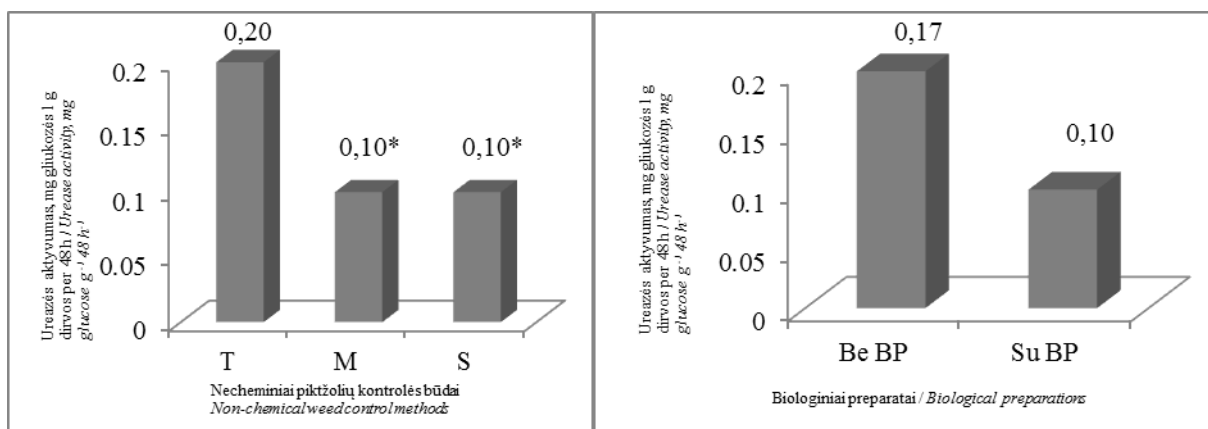 Ureazės aktyvumas, mg gliukozės 1 g
dirvos per 48 h / Urease activity, mg
glucose g⁻¹ 48 h⁻¹
0.2
0.15
0.1
0.05
0
0,20
0,10*
0,10*
T M S
Necheminiai piktžolių kontrolės būdai
Non-chemical weed control methods
Ureazės aktyvumas, mg gliukozės 1 g
dirvos per 48 h / Urease activity, mg
glucose g⁻¹ 48 h⁻¹
0.2
0.15
0.1
0.05
0
0,17
0,10
Be BP Su BP
Biologiniai preparatai / Biological preparations